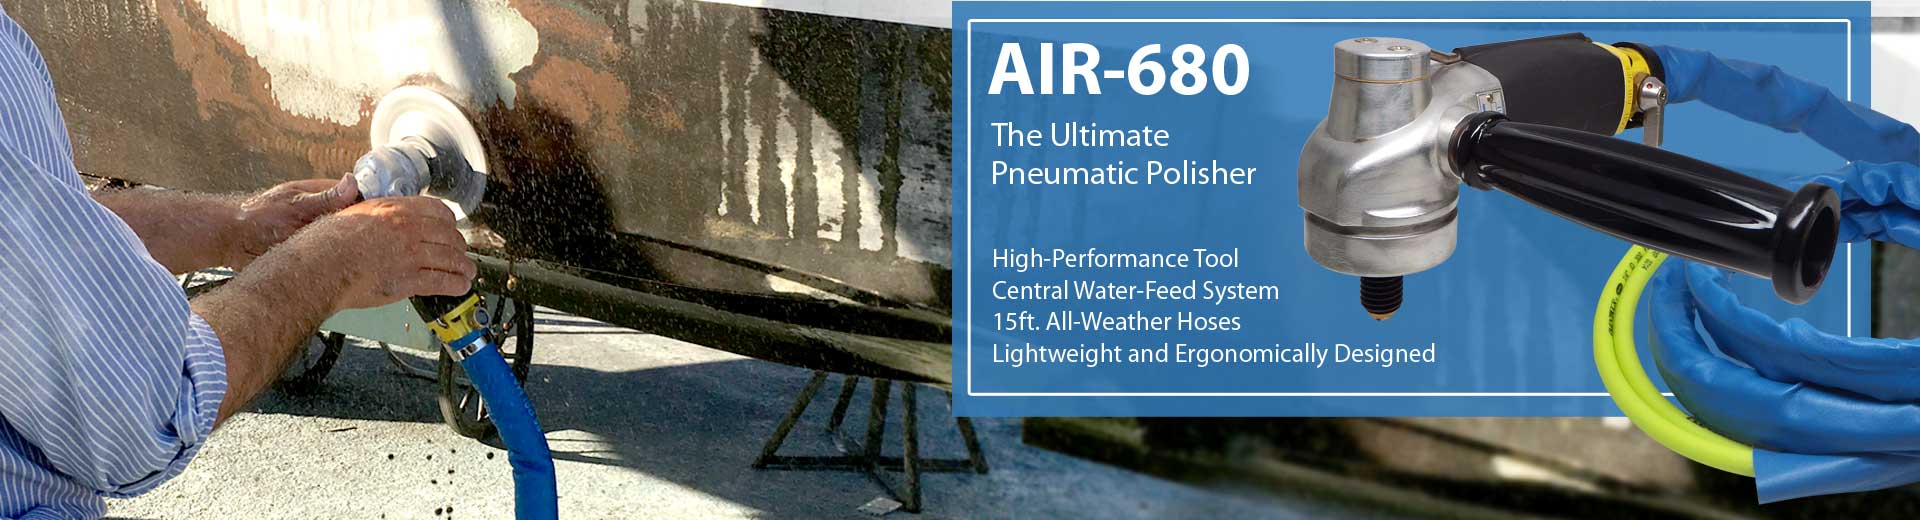 AIR-680
The Ultimate
Pneumatic Polisher
High-Performance Tool
Central Water-Feed System
15ft. All-Weather Hoses
Lightweight and Ergonomically Designed